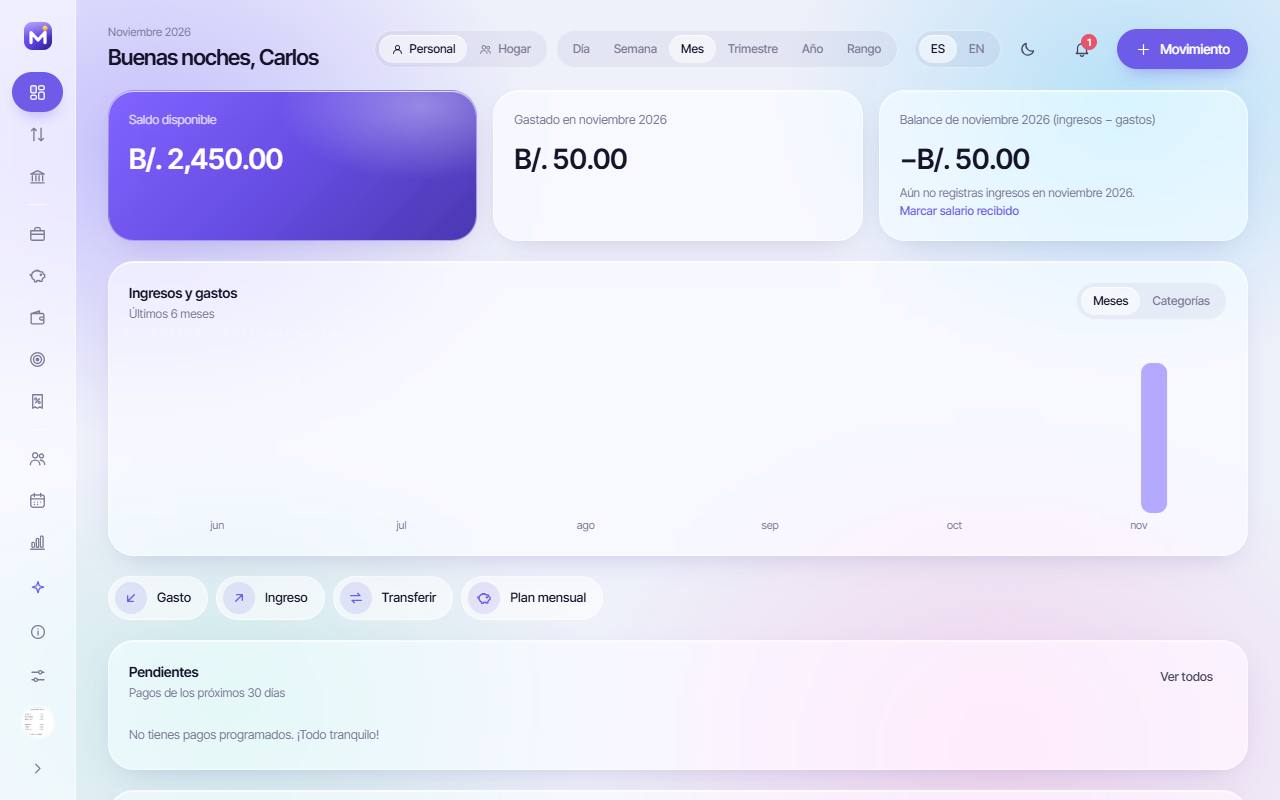 Noviembre 2026
Buenas noches, Carlos
Personal
Hogar
Día
Semana
Mes
Trimestre
Año
Rango
ES
EN
1
Movimiento
Saldo disponible
B/. 2,450.00
Gastado en noviembre 2026
B/. 50.00
Balance de noviembre 2026 (ingresos – gastos)
–B/. 50.00
Aún no registras ingresos en noviembre 2026.
Marcar salario recibido
Ingresos y gastos
Últimos 6 meses
Meses
Categorías
jun
jul
ago
sep
oct
nov
Gasto
Ingreso
Transferir
Plan mensual
Pendientes
Pagos de los próximos 30 días
Ver todos
No tienes pagos programados. ¡Todo tranquilo!